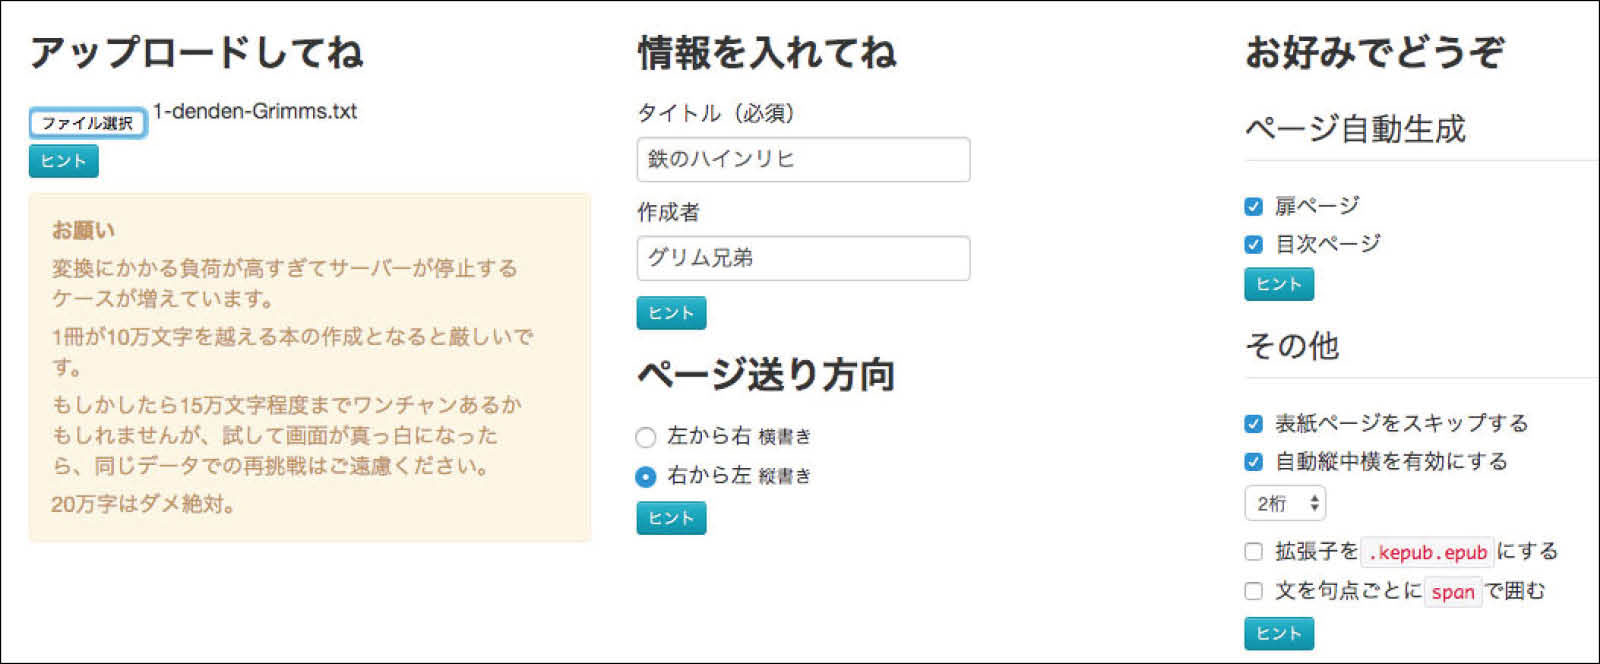 アップロードしてね
ファイル選択 1-denden-Grimms.txt
ヒント
お願い
変換にかかる負荷が高すぎてサーバーが停止する
ケースが増えています。
1冊が10万文字を越える本の作成となると厳しいで
す。
もしかしたら15万文字程度までワンチャンあるか
もしれませんが、試して画面が真っ白になった
ら、同じデータでの再挑戦はご遠慮ください。
20万字はダメ絶対。
情報を入れてね
タイトル（必須）
鉄のハインリヒ
作成者
グリム兄弟
ヒント
ページ送り方向
左から右 横書き
右から左 縦書き
ヒント
お好みでどうぞ
ページ自動生成
扉ページ
目次ページ
ヒント
その他
表紙ページをスキップする
自動縦中横を有効にする
2桁
拡張子を .kepub.epub にする
文を句点ごとに span で囲む
ヒント